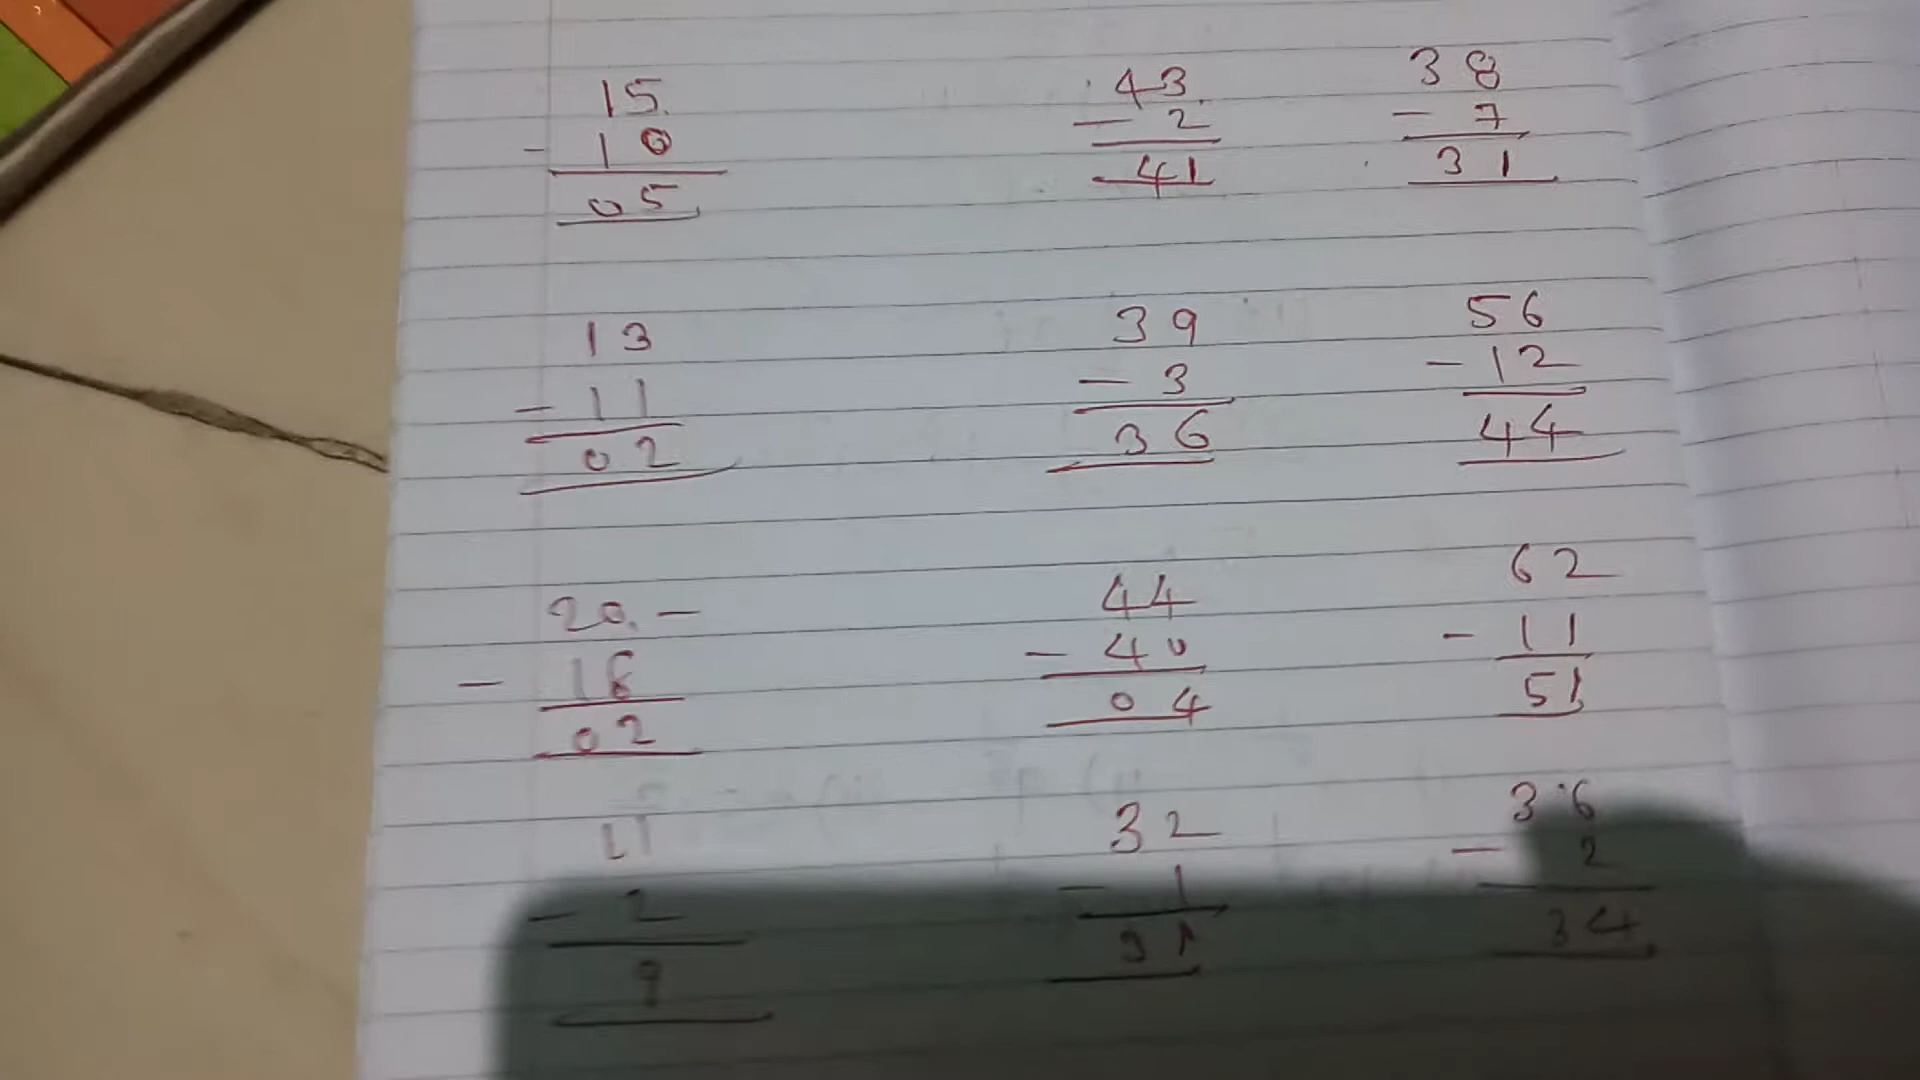 15. 43. 38
- 10 - 2 - 7
05 41 31
13 39 56
- 11 - 3 - 12
02 36 44
20. - 44 62
- 18 - 40 - 11
02 04 51
11 32 36
- 2 - 1 - 2
9 31 34